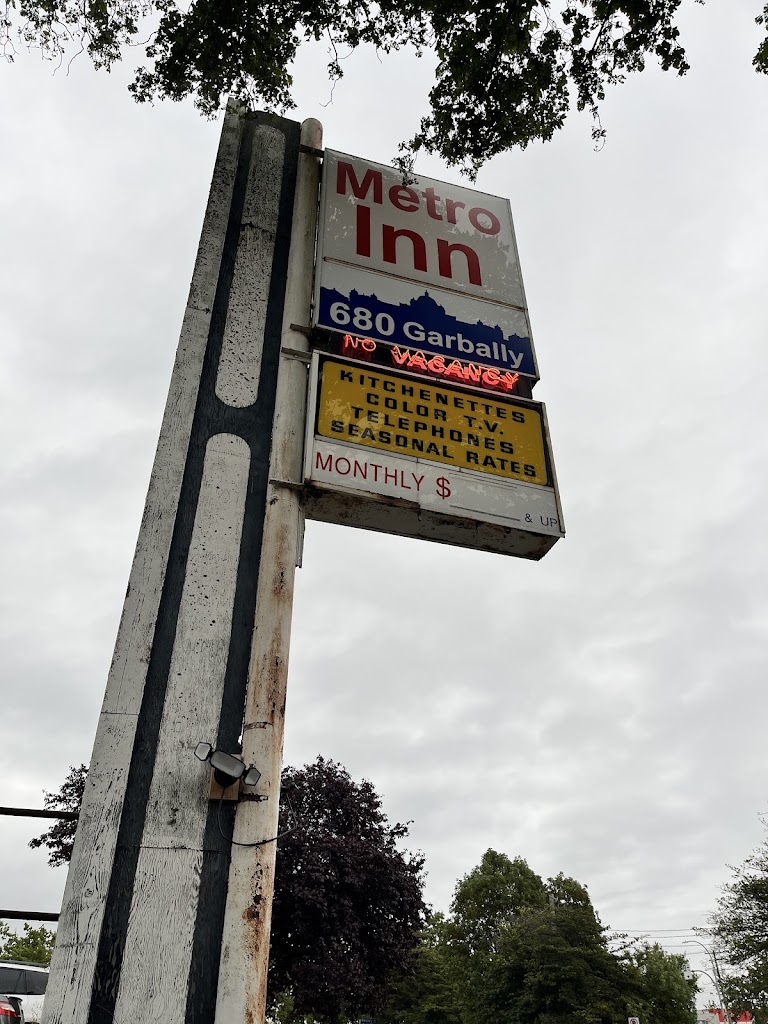 Metro
Inn
680 Garbally
NO VACANCY
KITCHENETTES
COLOR T.V.
TELEPHONES
SEASONAL RATES
MONTHLY $
& UP